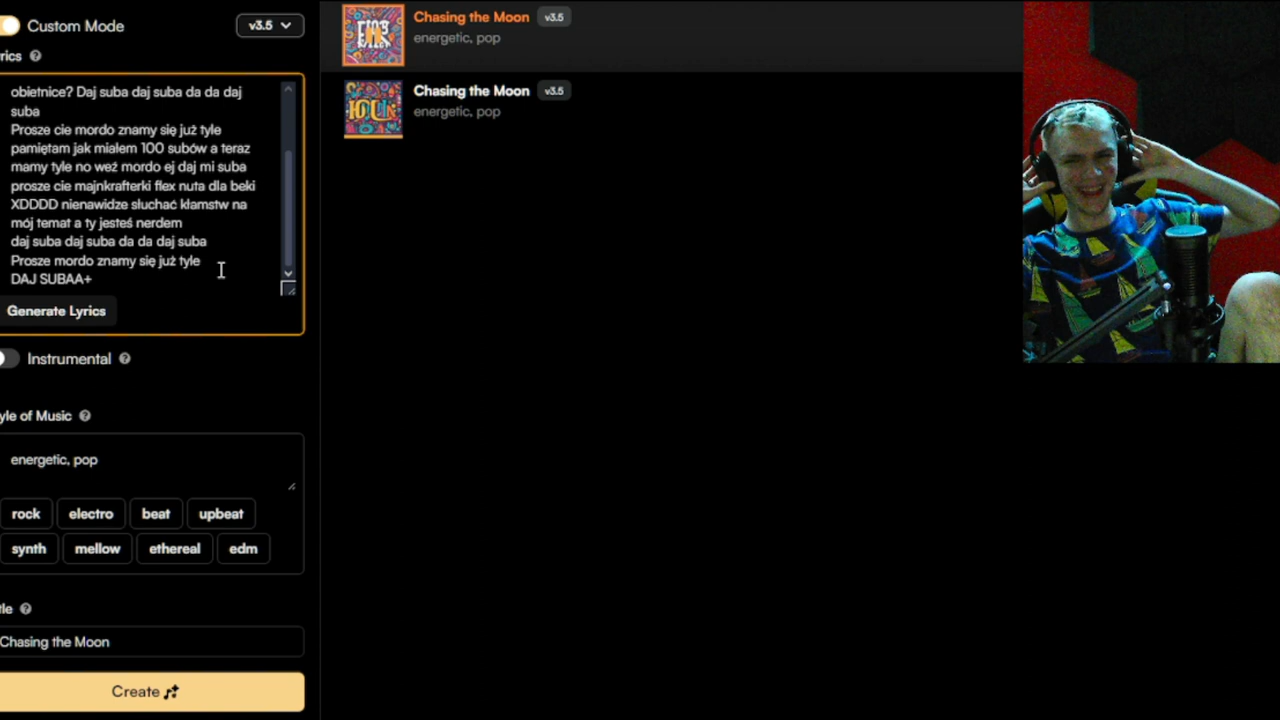 Custom Mode
v3.5
rics
obietnice? Daj suba daj suba da da daj
suba
Prosze cie mordo znamy się już tyle
pamiętam jak miałem 100 subów a teraz
mamy tyle no weź mordo ej daj mi suba
prosze cie majnkrafterki flex nuta dla beki
XDDDD nienawidze słuchać kłamstw na
mój temat a ty jesteś nerdem
daj suba daj suba da da daj suba
Prosze mordo znamy się już tyle
DAJ SUBAA+
Generate Lyrics
Instrumental
yle of Music
energetic, pop
rock
electro
beat
upbeat
synth
mellow
ethereal
edm
tle
Chasing the Moon
Create
Chasing the Moon
v3.5
energetic, pop
Chasing the Moon
v3.5
energetic, pop